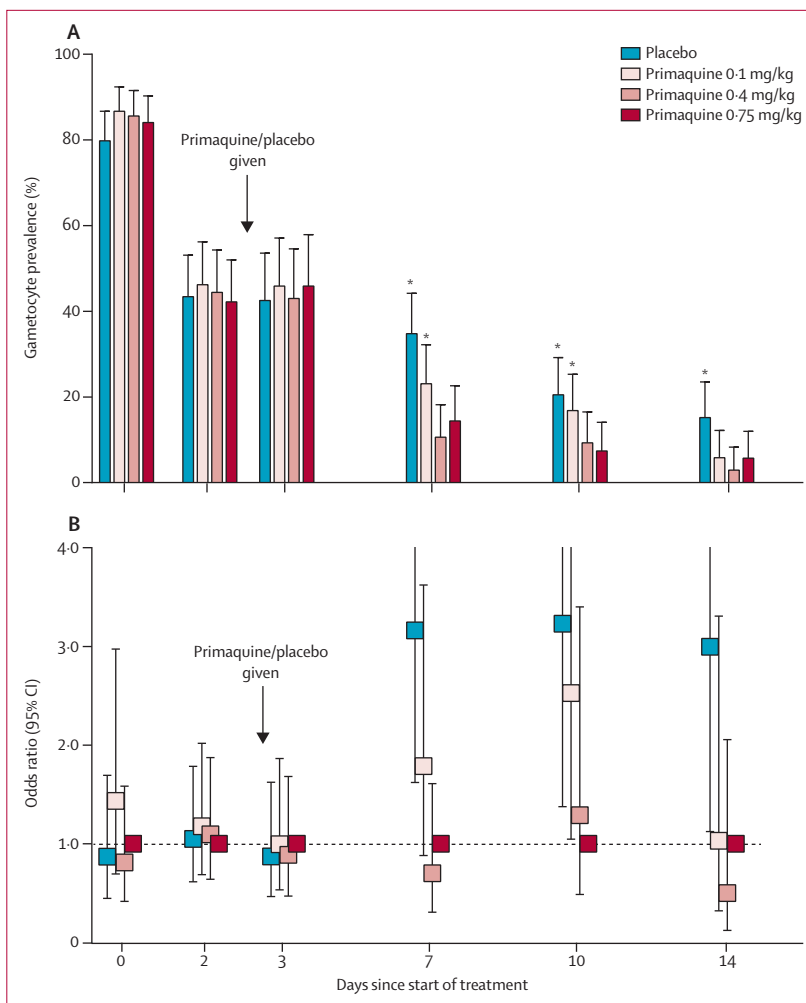 A
100
80
60
40
20
0
Gametocyte prevalence (%)
Primaquine/placebo
given
Placebo
Primaquine 0·1 mg/kg
Primaquine 0·4 mg/kg
Primaquine 0·75 mg/kg
*
*
*
*
*
B
4·0
3·0
2·0
1·0
0
Odds ratio (95% CI)
Primaquine/placebo
given
0
2
3
7
10
14
Days since start of treatment